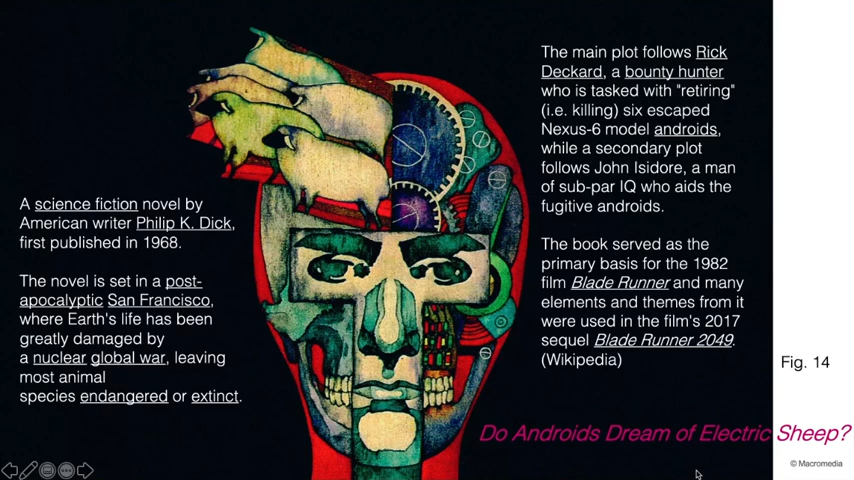 A science fiction novel by
American writer Philip K. Dick,
first published in 1968.
The novel is set in a post-
apocalyptic San Francisco,
where Earth's life has been
greatly damaged by
a nuclear global war, leaving
most animal
species endangered or extinct.
The main plot follows Rick
Deckard, a bounty hunter
who is tasked with "retiring"
(i.e. killing) six escaped
Nexus-6 model androids,
while a secondary plot
follows John Isidore, a man
of sub-par IQ who aids the
fugitive androids.
The book served as the
primary basis for the 1982
film Blade Runner and many
elements and themes from it
were used in the film's 2017
sequel Blade Runner 2049.
(Wikipedia)
Fig. 14
Do Androids Dream of Electric Sheep?
© Macromedia